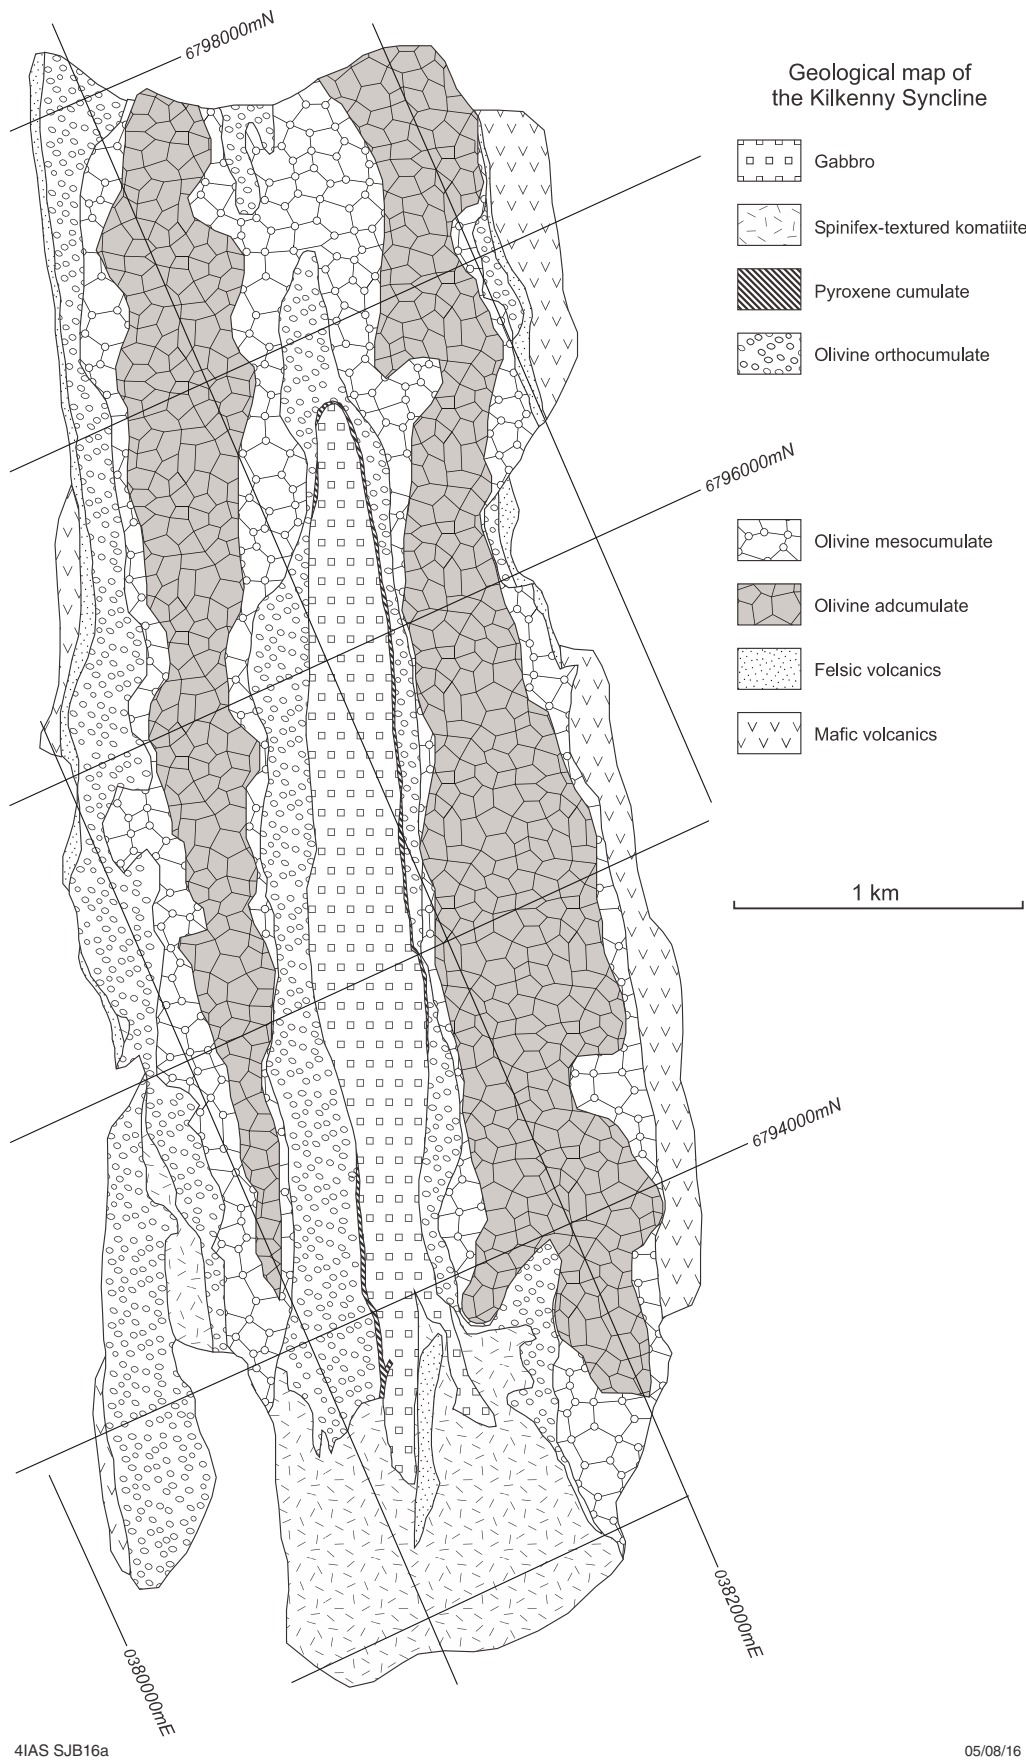 6798000mN
Geological map of
the Kilkenny Syncline
Gabbro
Spinifex-textured komatiite
Pyroxene cumulate
Olivine orthocumulate
6796000mN
Olivine mesocumulate
Olivine adcumulate
Felsic volcanics
Mafic volcanics
1 km
6794000mN
0382000mE
0380000mE
4IAS SJB16a
05/08/16